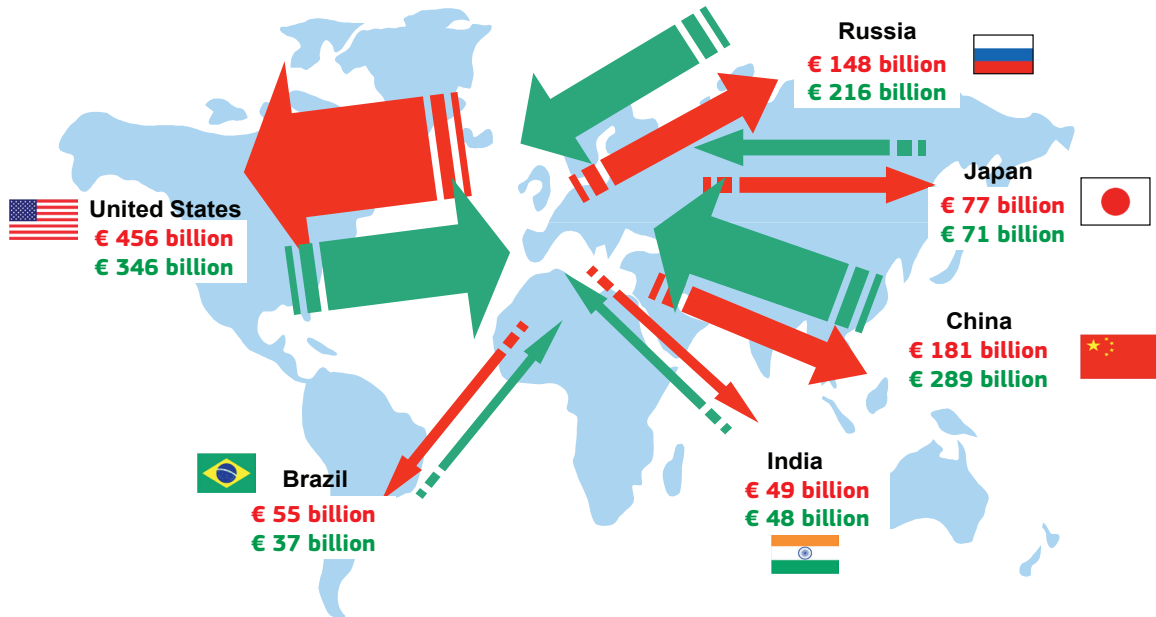 Russia
€ 148 billion
€ 216 billion
Japan
€ 77 billion
€ 71 billion
United States
€ 456 billion
€ 346 billion
China
€ 181 billion
€ 289 billion
India
€ 49 billion
€ 48 billion
Brazil
€ 55 billion
€ 37 billion